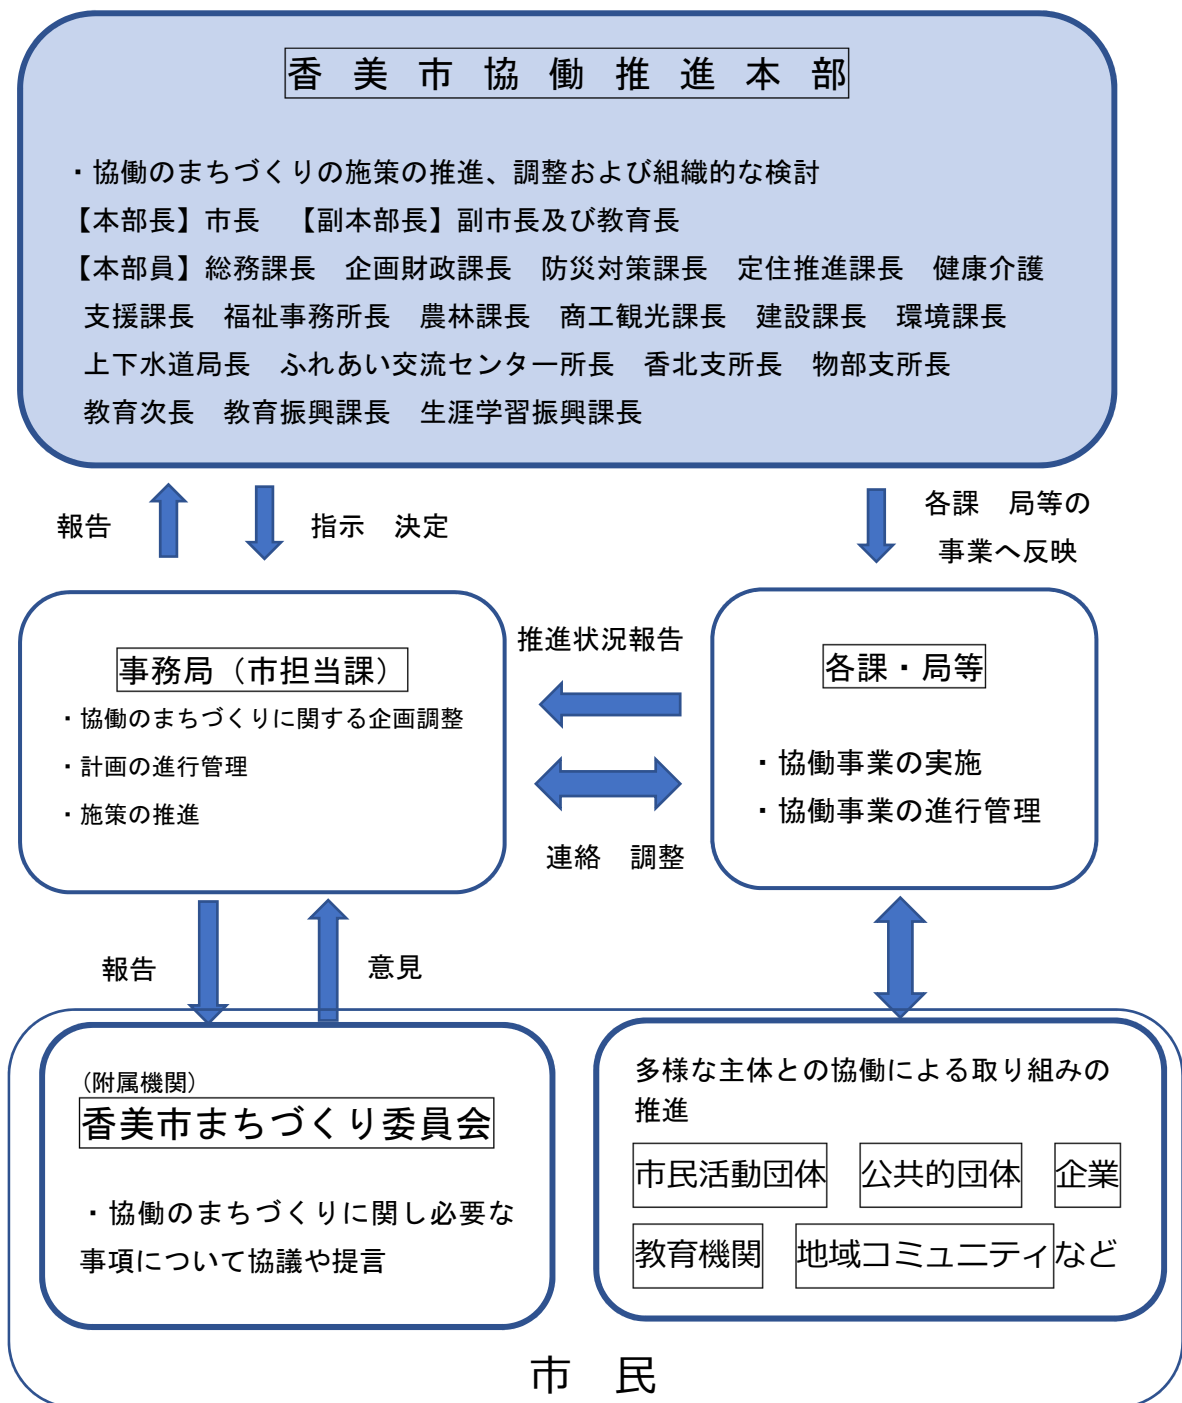 香美市協働推進本部
・協働のまちづくりの施策の推進、調整および組織的な検討
【本部長】市長　【副本部長】副市長及び教育長
【本部員】総務課長　企画財政課長　防災対策課長　定住推進課長　健康介護
支援課長　福祉事務所長　農林課長　商工観光課長　建設課長　環境課長
上下水道局長　ふれあい交流センター所長　香北支所長　物部支所長
教育次長　教育振興課長　生涯学習振興課長
報告
指示　決定
各課　局等の
事業へ反映
事務局（市担当課）
・協働のまちづくりに関する企画調整
・計画の進行管理
・施策の推進
推進状況報告
連絡　調整
各課・局等
・協働事業の実施
・協働事業の進行管理
報告
意見
(附属機関)
香美市まちづくり委員会
・協働のまちづくりに関し必要な
事項について協議や提言
多様な主体との協働による取り組みの
推進
市民活動団体　公共的団体　企業
教育機関　地域コミュニティなど
市　民